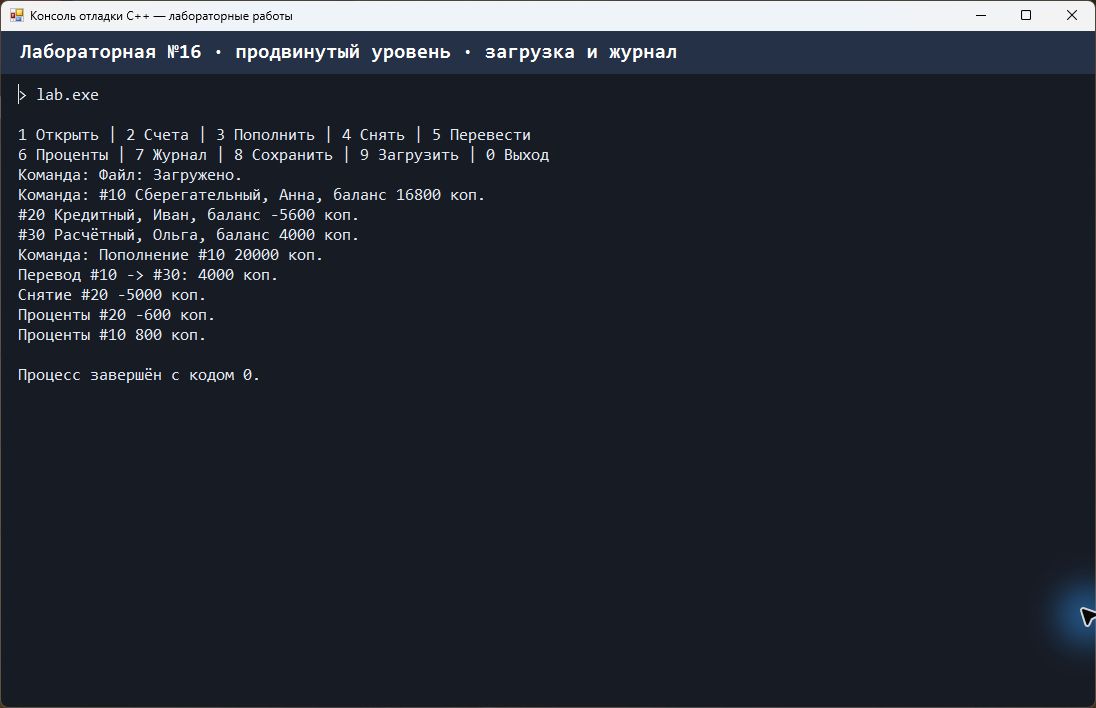 Консоль отладки C++ — лабораторные работы
Лабораторная №16 · продвинутый уровень · загрузка и журнал
> lab.exe
1 Открыть | 2 Счета | 3 Пополнить | 4 Снять | 5 Перевести
6 Проценты | 7 Журнал | 8 Сохранить | 9 Загрузить | 0 Выход
Команда: Файл: Загружено.
Команда: #10 Сберегательный, Анна, баланс 16800 коп.
#20 Кредитный, Иван, баланс -5600 коп.
#30 Расчётный, Ольга, баланс 4000 коп.
Команда: Пополнение #10 20000 коп.
Перевод #10 -> #30: 4000 коп.
Снятие #20 -5000 коп.
Проценты #20 -600 коп.
Проценты #10 800 коп.
Процесс завершён с кодом 0.